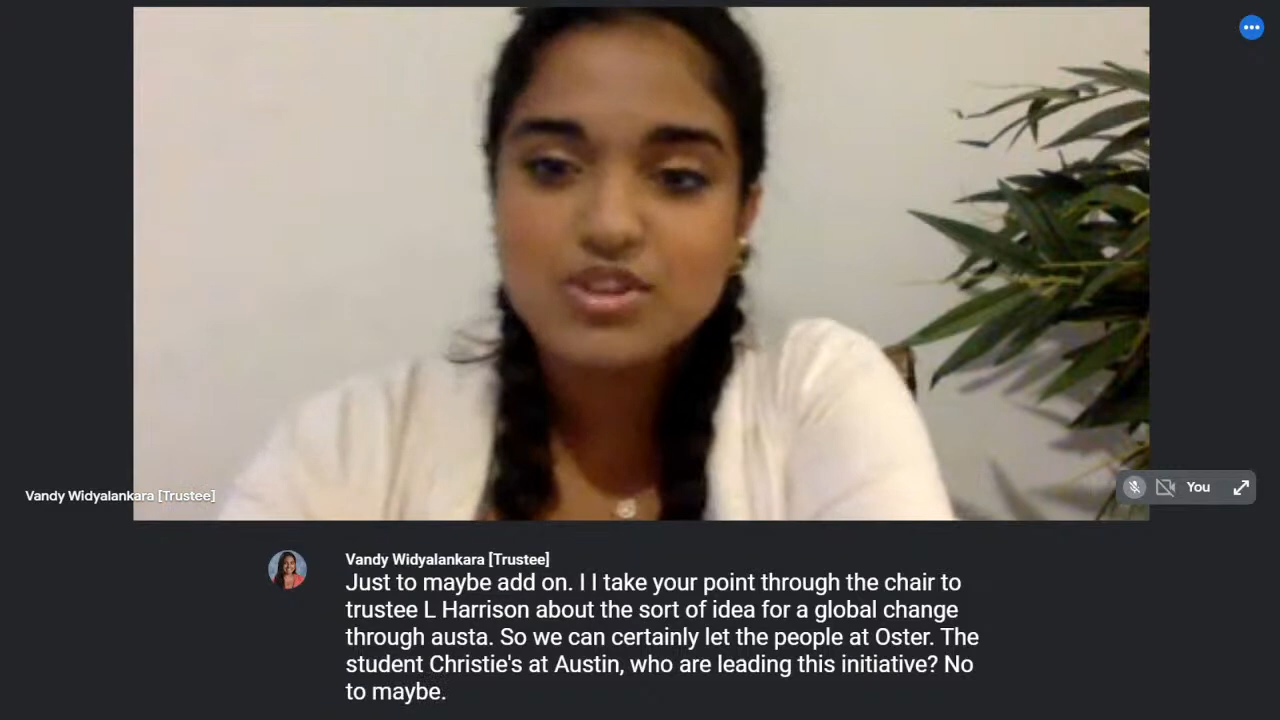 Vandy Widyalankara [Trustee]
You
Vandy Widyalankara [Trustee]
Just to maybe add on. I I take your point through the chair to
trustee L Harrison about the sort of idea for a global change
through austa. So we can certainly let the people at Oster. The
student Christie's at Austin, who are leading this initiative? No
to maybe.